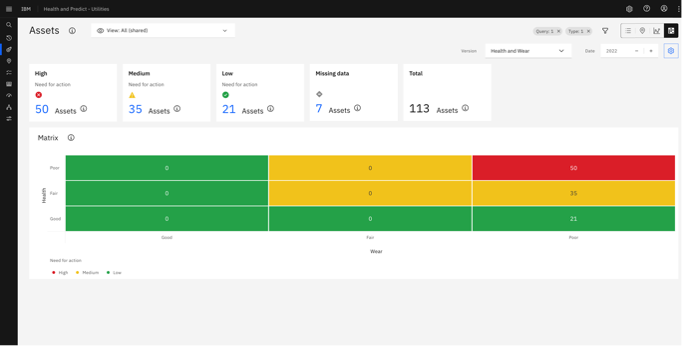 IBM Health and Predict - Utilities
Assets View: All (shared) Query: 1 Type: 1
Version Health and Wear Date 2022
High Medium Low Missing data Total
Need for action Need for action Need for action
50 Assets 35 Assets 21 Assets 7 Assets 113 Assets
Matrix
Poor 0 0 50
Health Fair 0 0 35
Good 0 0 21
Good Fair Poor
Wear
Need for action
High Medium Low